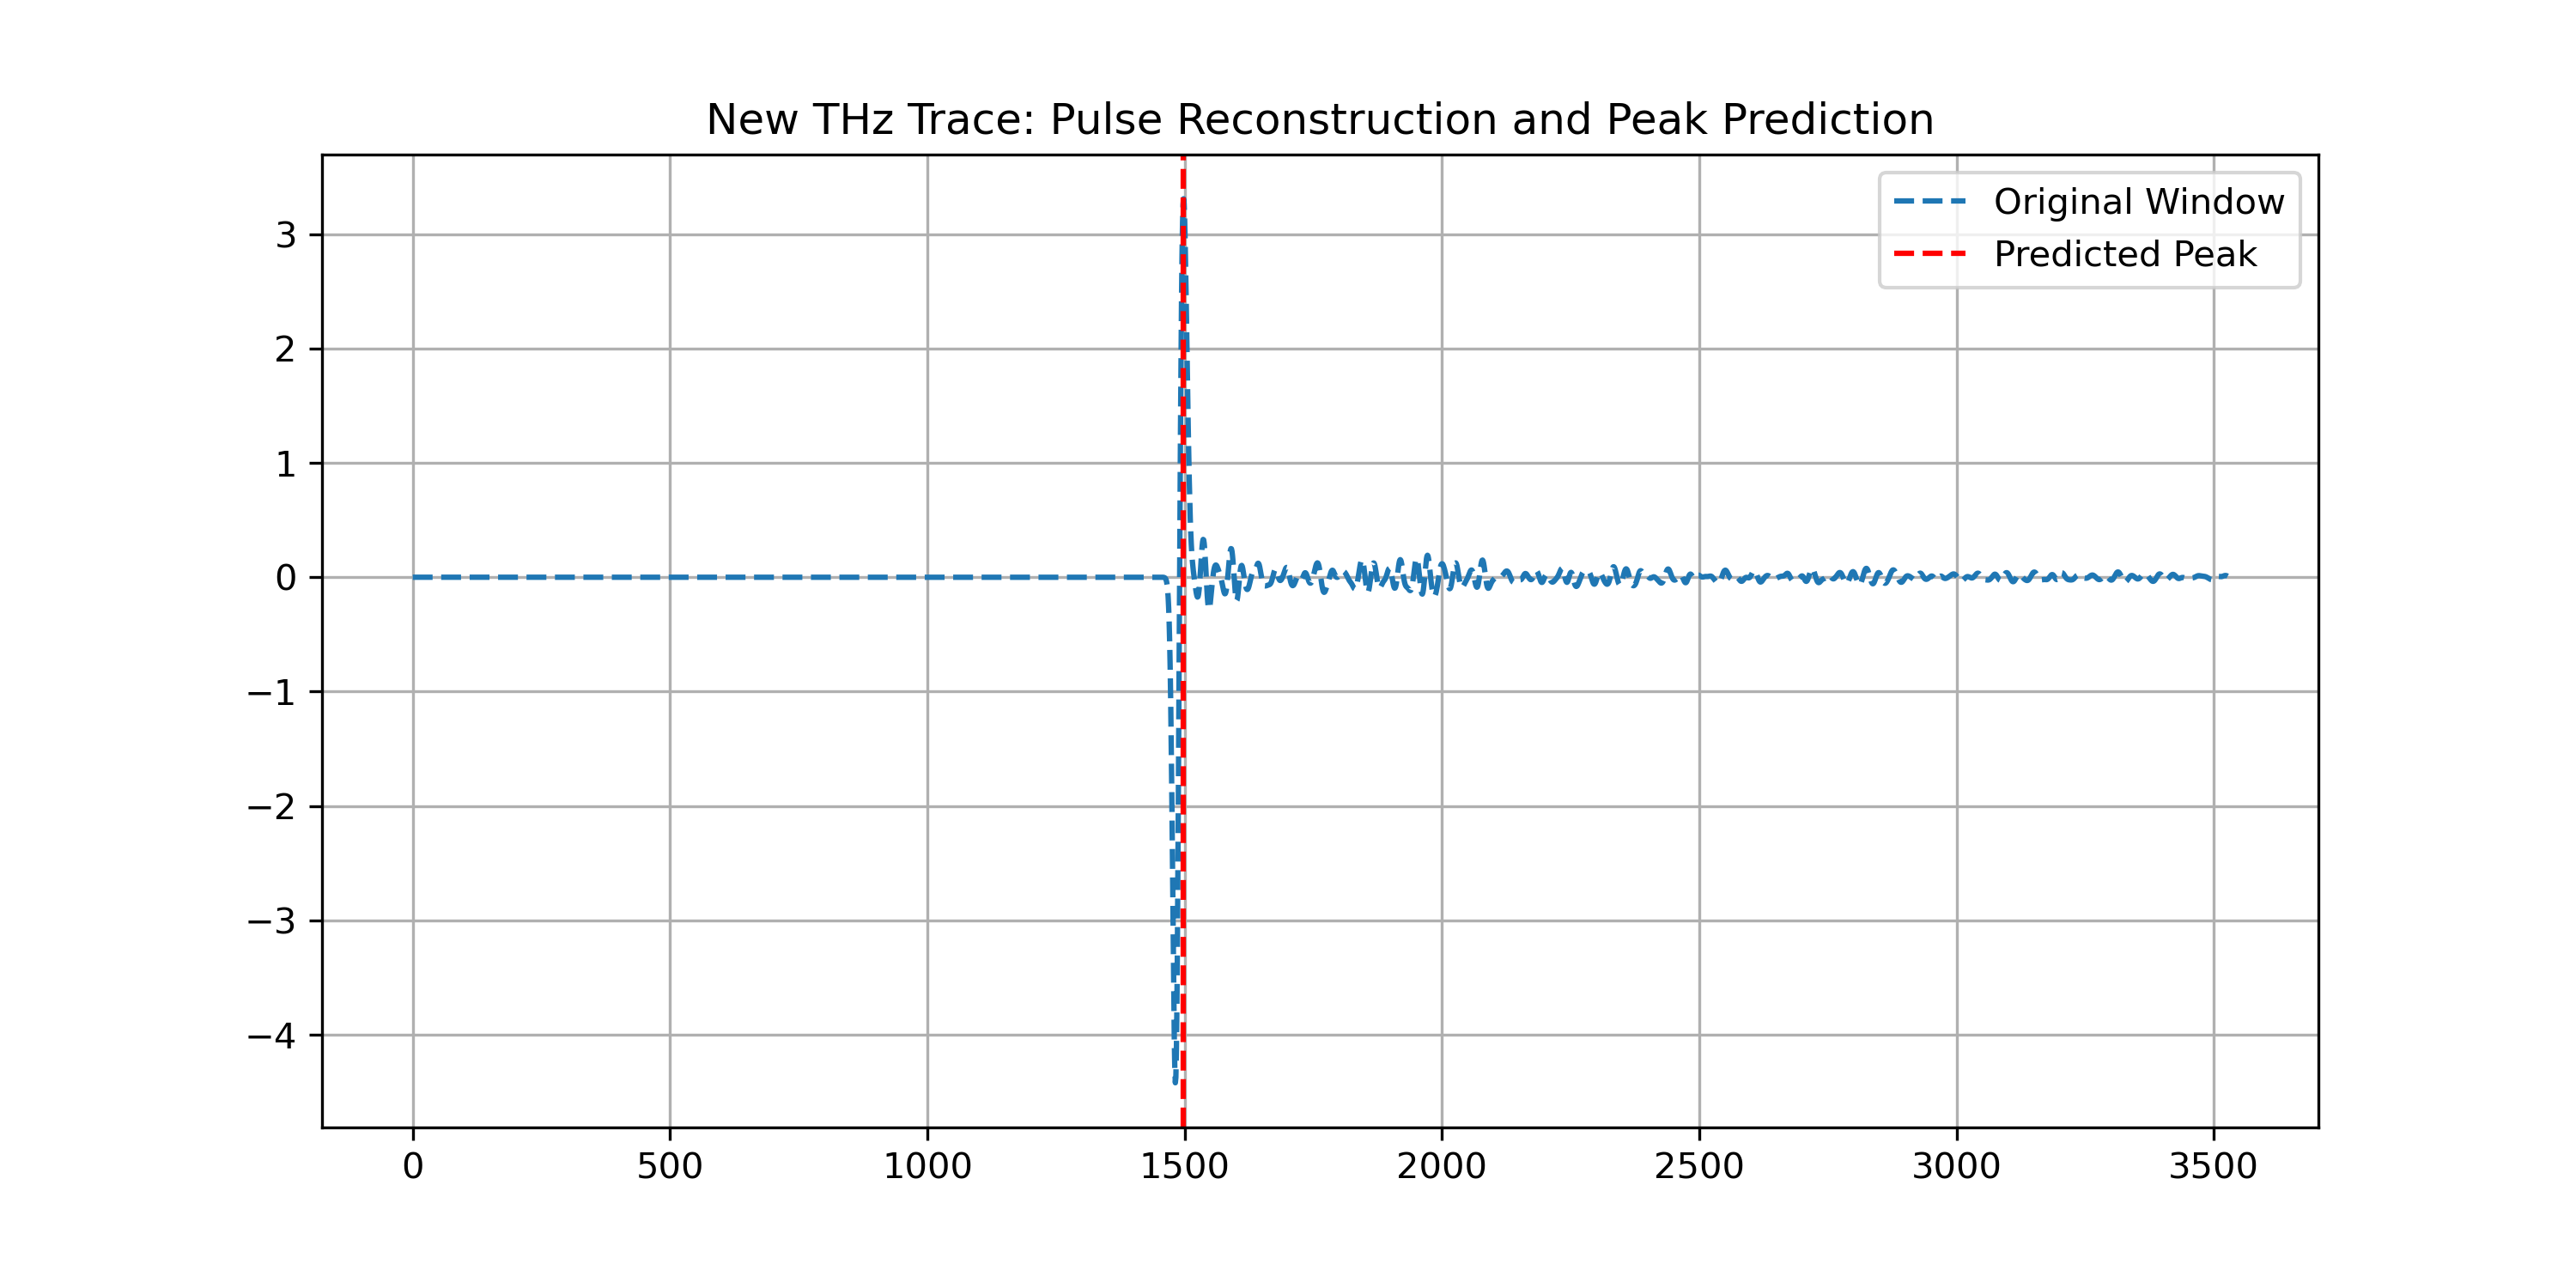 New THz Trace: Pulse Reconstruction and Peak Prediction
Original Window
Predicted Peak
3
2
1
0
−1
−2
−3
−4
0 500 1000 1500 2000 2500 3000 3500